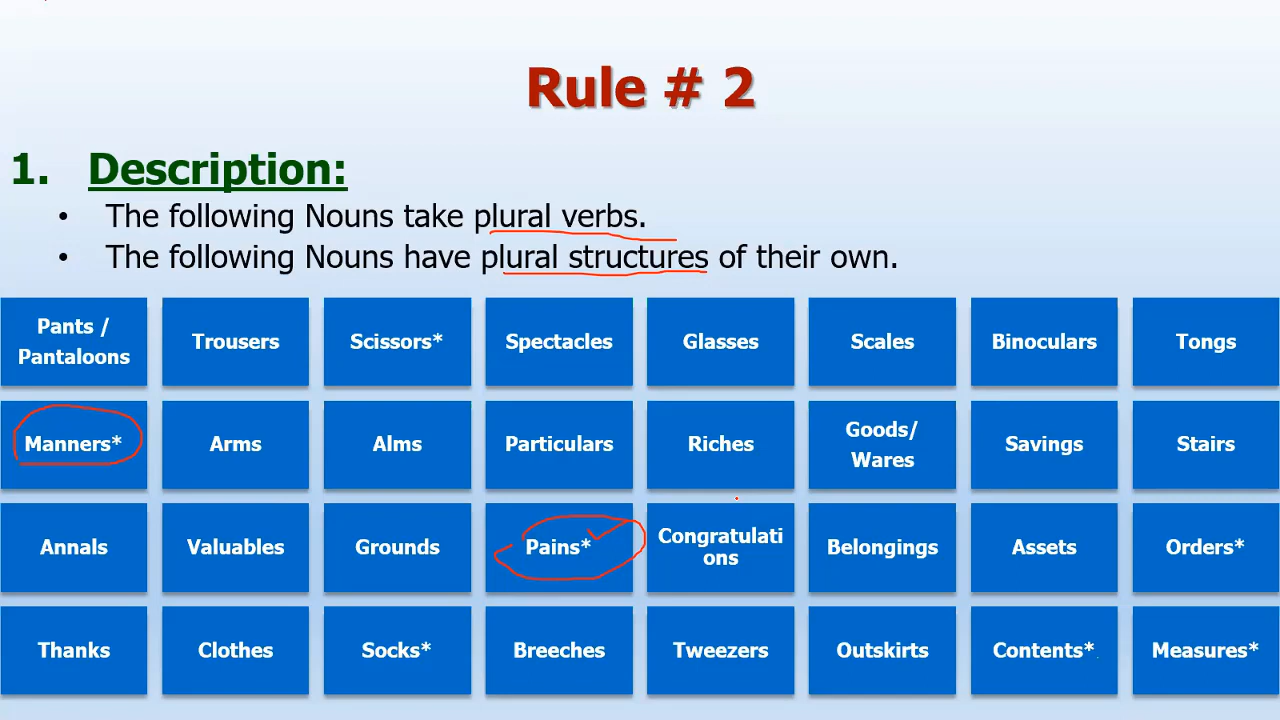 Rule # 2
1. Description:
• The following Nouns take plural verbs.
• The following Nouns have plural structures of their own.
Pants /
Pantaloons
Trousers
Scissors*
Spectacles
Glasses
Scales
Binoculars
Tongs
Manners*
Arms
Alms
Particulars
Riches
Goods/
Wares
Savings
Stairs
Annals
Valuables
Grounds
Pains*
Congratulati
ons
Belongings
Assets
Orders*
Thanks
Clothes
Socks*
Breeches
Tweezers
Outskirts
Contents*
Measures*